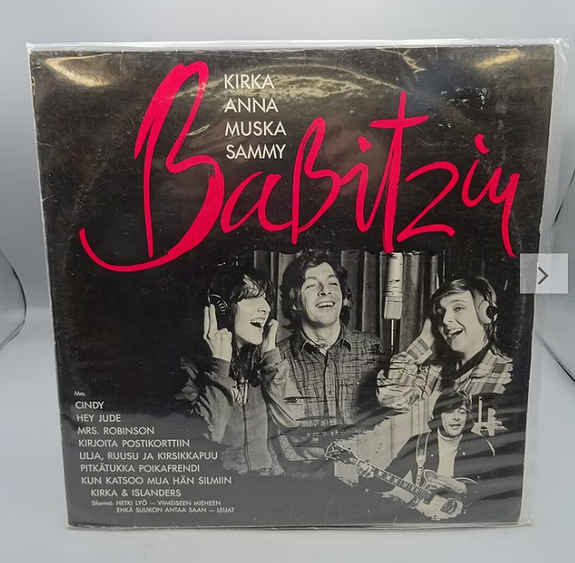 KIRKA
ANNA
MUSKA
SAMMY
Babitzin
Mm.
CINDY
HEY JUDE
MRS. ROBINSON
KIRJOITA POSTIKORTTIIN
LILJA, RUUSU JA KIRSIKKAPUU
PITKÄTUKKA POIKAFRENDI
KUN KATSOO MUA HÄN SILMIIN
KIRKA & ISLANDERS
Sikermä: HETKI LYÖ – VIIMEISEEN MIEHEEN
EHKÄ SUUKON ANTAA SAAN – LEIJAT